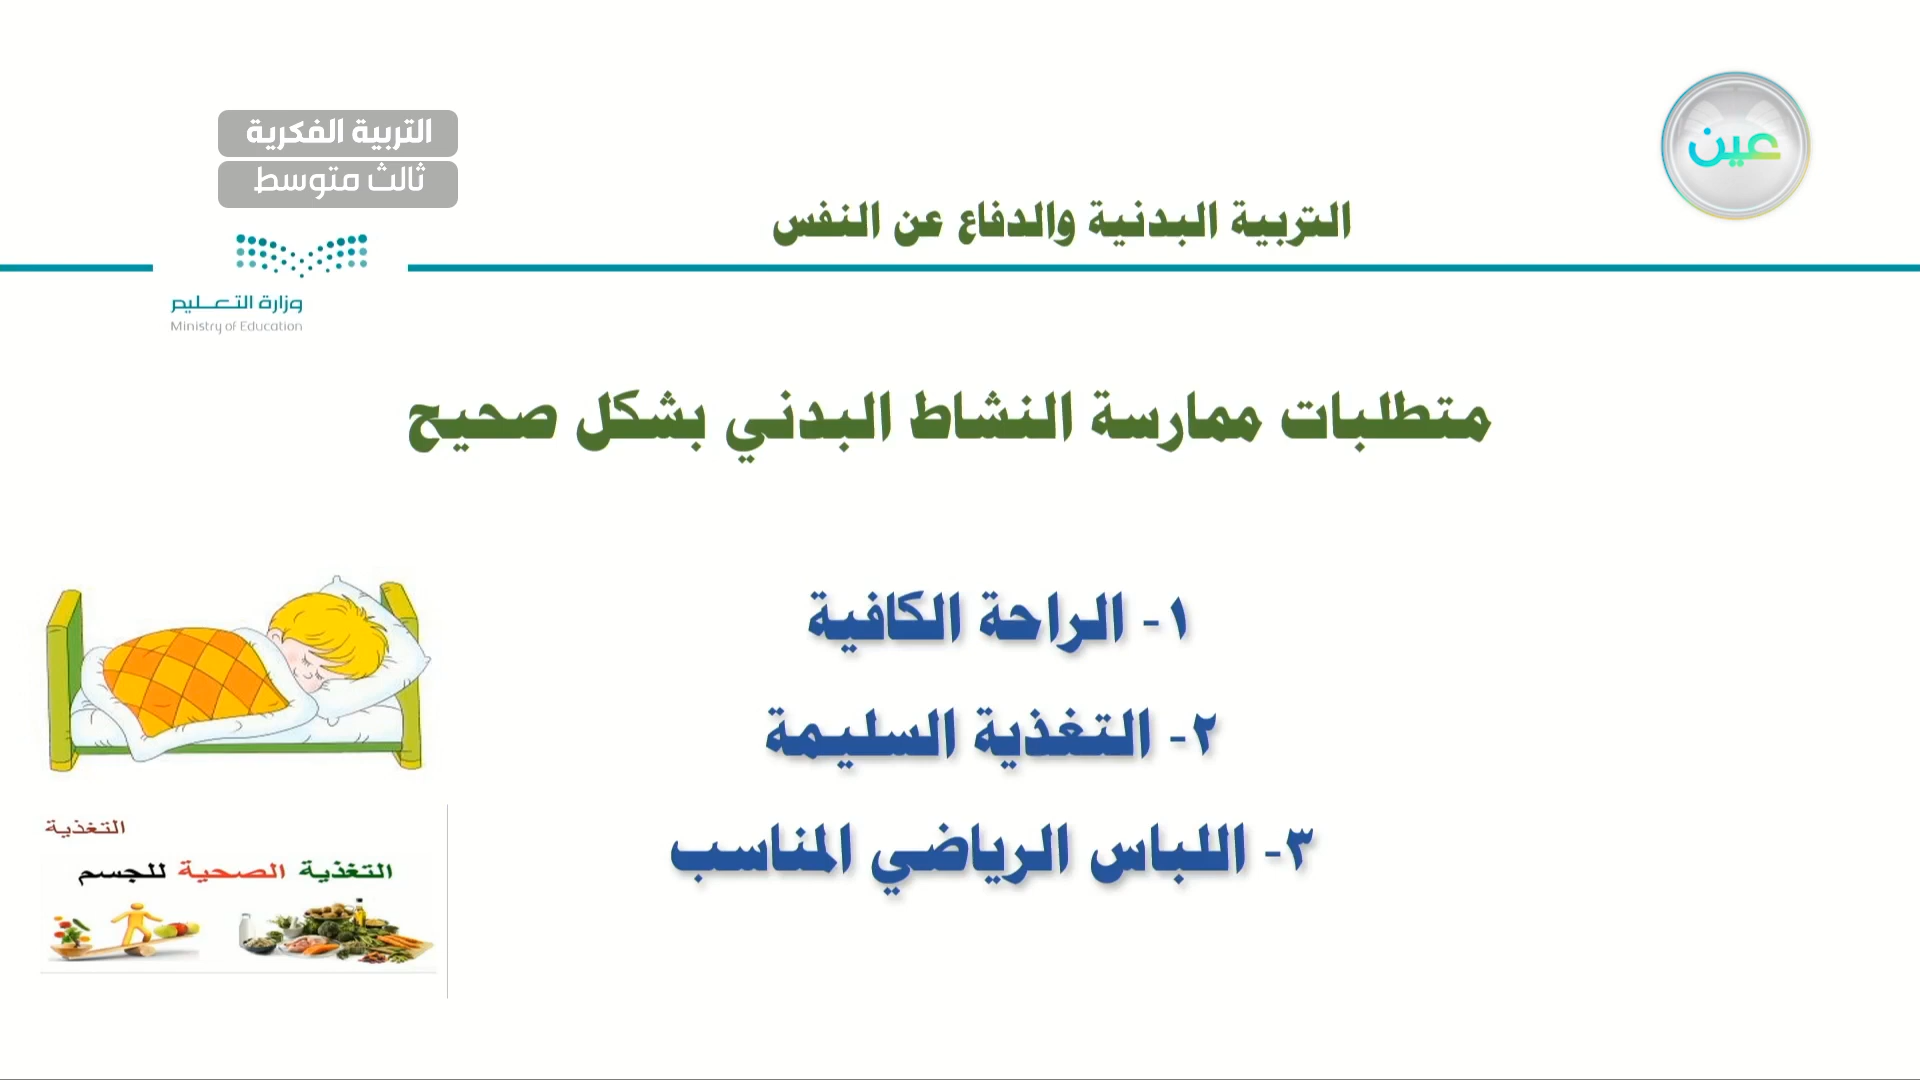 التربية الفكرية
ثالث متوسط
عين
التربية البدنية والدفاع عن النفس
وزارة التعـــليم
Ministry of Education
متطلبات ممارسة النشاط البدني بشكل صحيح
١- الراحة الكافية
٢- التغذية السليمة
٣- اللباس الرياضي المناسب
التغذية
التغذية الصحية للجسم